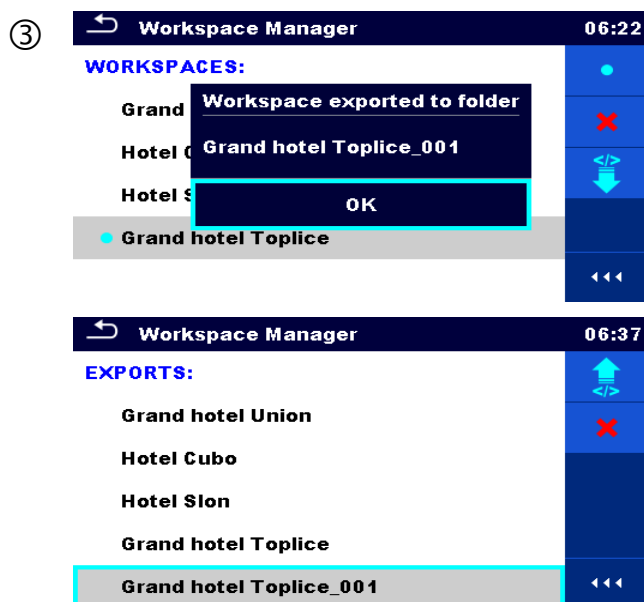 ③
Workspace Manager 06:22
WORKSPACES:
Grand
Hotel
Hotel
Grand hotel Toplice
Workspace exported to folder
Grand hotel Toplice_001
OK
Workspace Manager 06:37
EXPORTS:
Grand hotel Union
Hotel Cubo
Hotel Slon
Grand hotel Toplice
Grand hotel Toplice_001